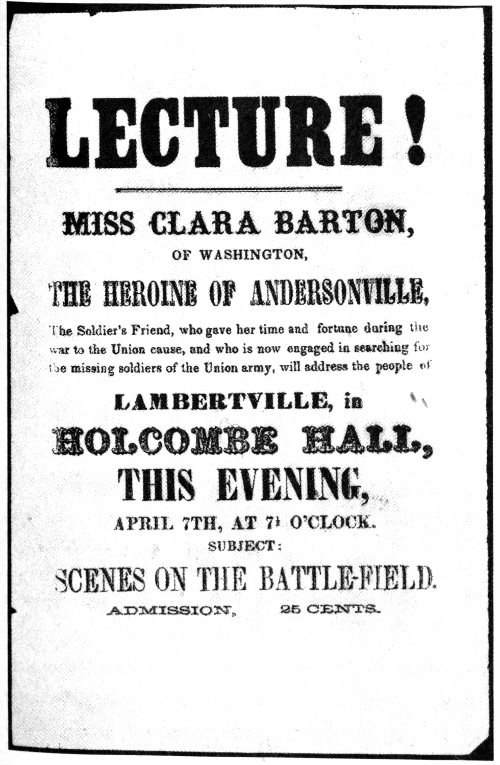 LECTURE!
MISS CLARA BARTON,
OF WASHINGTON,
THE HEROINE OF ANDERSONVILLE,
The Soldier's Friend, who gave her time and fortune during the
war to the Union cause, and who is now engaged in searching for
the missing soldiers of the Union army, will address the people of
LAMBERTVILLE, in
HOLCOMBE HALL,
THIS EVENING,
APRIL 7TH, AT 7½ O'CLOCK.
SUBJECT:
SCENES ON THE BATTLE-FIELD.
ADMISSION, 25 CENTS.